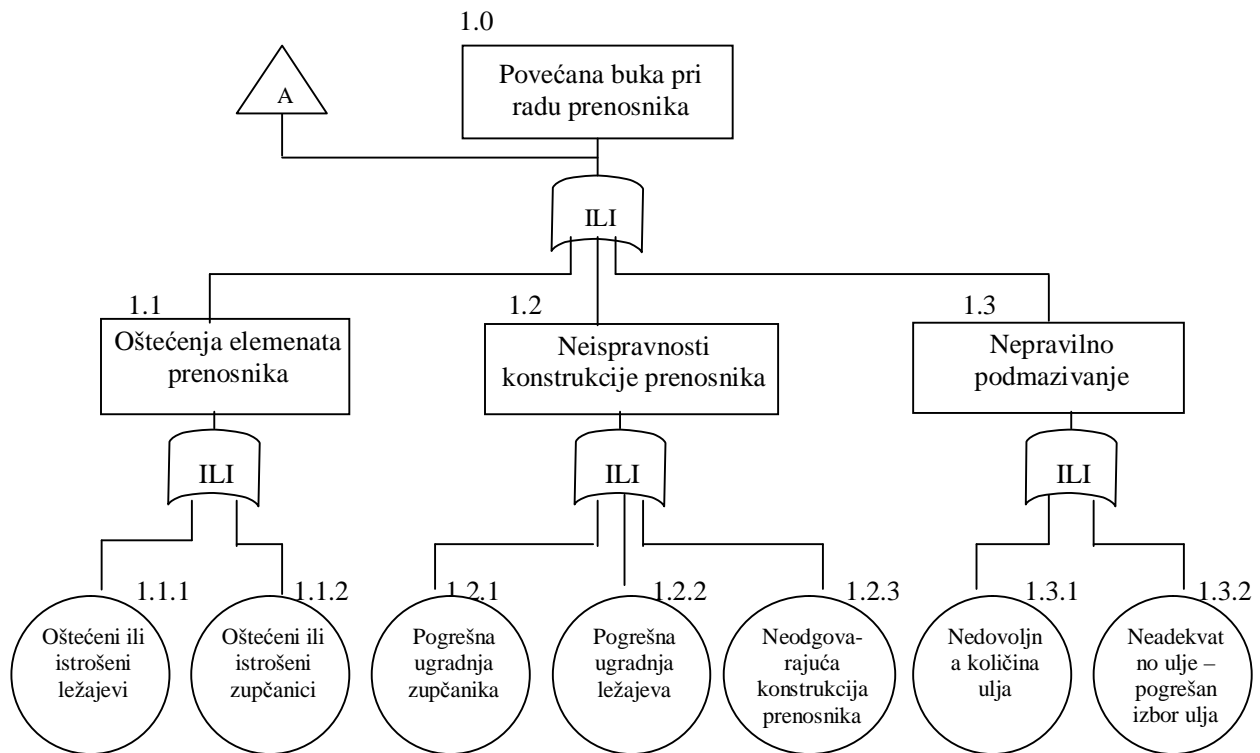 1.0
Povećana buka pri
radu prenosnika
A
ILI
1.1
Oštećenja elemenata
prenosnika
1.2
Neispravnosti
konstrukcije prenosnika
1.3
Nepravilno
podmazivanje
ILI
ILI
ILI
1.1.1
Oštećeni ili
istrošeni
ležajevi
1.1.2
Oštećeni ili
istrošeni
zupčanici
1.2.1
Pogrešna
ugradnja
zupčanika
1.2.2
Pogrešna
ugradnja
ležajeva
1.2.3
Neodgova-
rajuća
konstrukcija
prenosnika
1.3.1
Nedovoljn
a količina
ulja
1.3.2
Neadekvat
no ulje –
pogrešan
izbor ulja